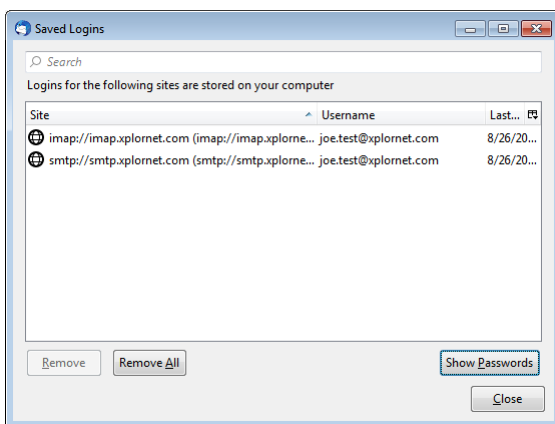 Saved Logins
Search
Logins for the following sites are stored on your computer
Site Username Last...
imap://imap.xplornet.com (imap://imap.xplorne... joe.test@xplornet.com 8/26/20...
smtp://smtp.xplornet.com (smtp://smtp.xplorne... joe.test@xplornet.com 8/26/20...
Remove Remove All Show Passwords
Close